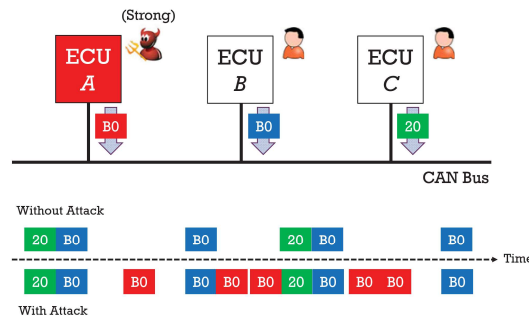 (Strong)
ECU
A
ECU
B
ECU
C
B0
B0
20
CAN Bus
Without Attack
20 B0 B0 20 B0 B0
Time
20 B0 B0 B0 B0 B0 20 B0 B0 B0 B0
With Attack